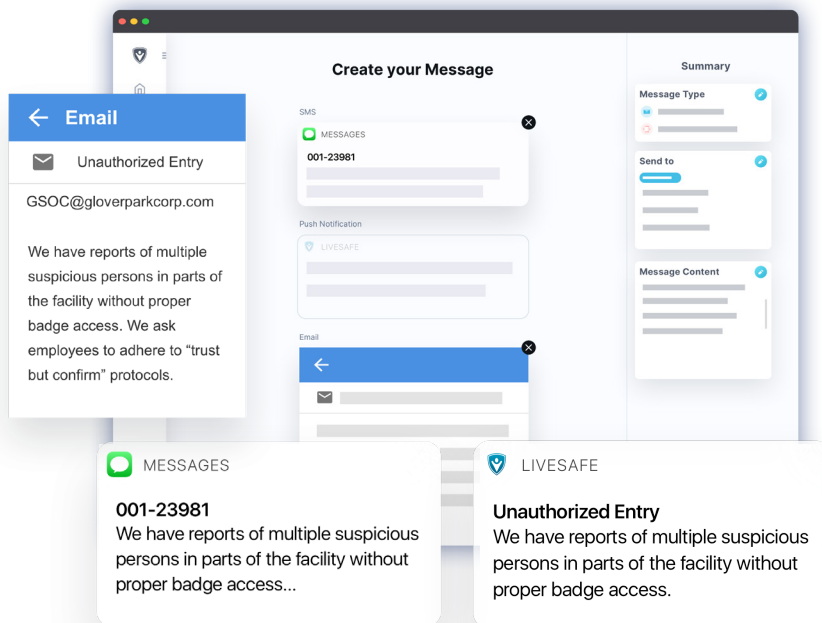 Create your Message
SMS
MESSAGES
001-23981
Push Notification
LIVESAFE
Email
Summary
Message Type
Send to
Message Content
Email
Unauthorized Entry
GSOC@gloverparkcorp.com
We have reports of multiple
suspicious persons in parts of
the facility without proper
badge access. We ask
employees to adhere to “trust
but confirm” protocols.
MESSAGES
001-23981
We have reports of multiple suspicious
persons in parts of the facility without
proper badge access...
LIVESAFE
Unauthorized Entry
We have reports of multiple suspicious
persons in parts of the facility without
proper badge access.